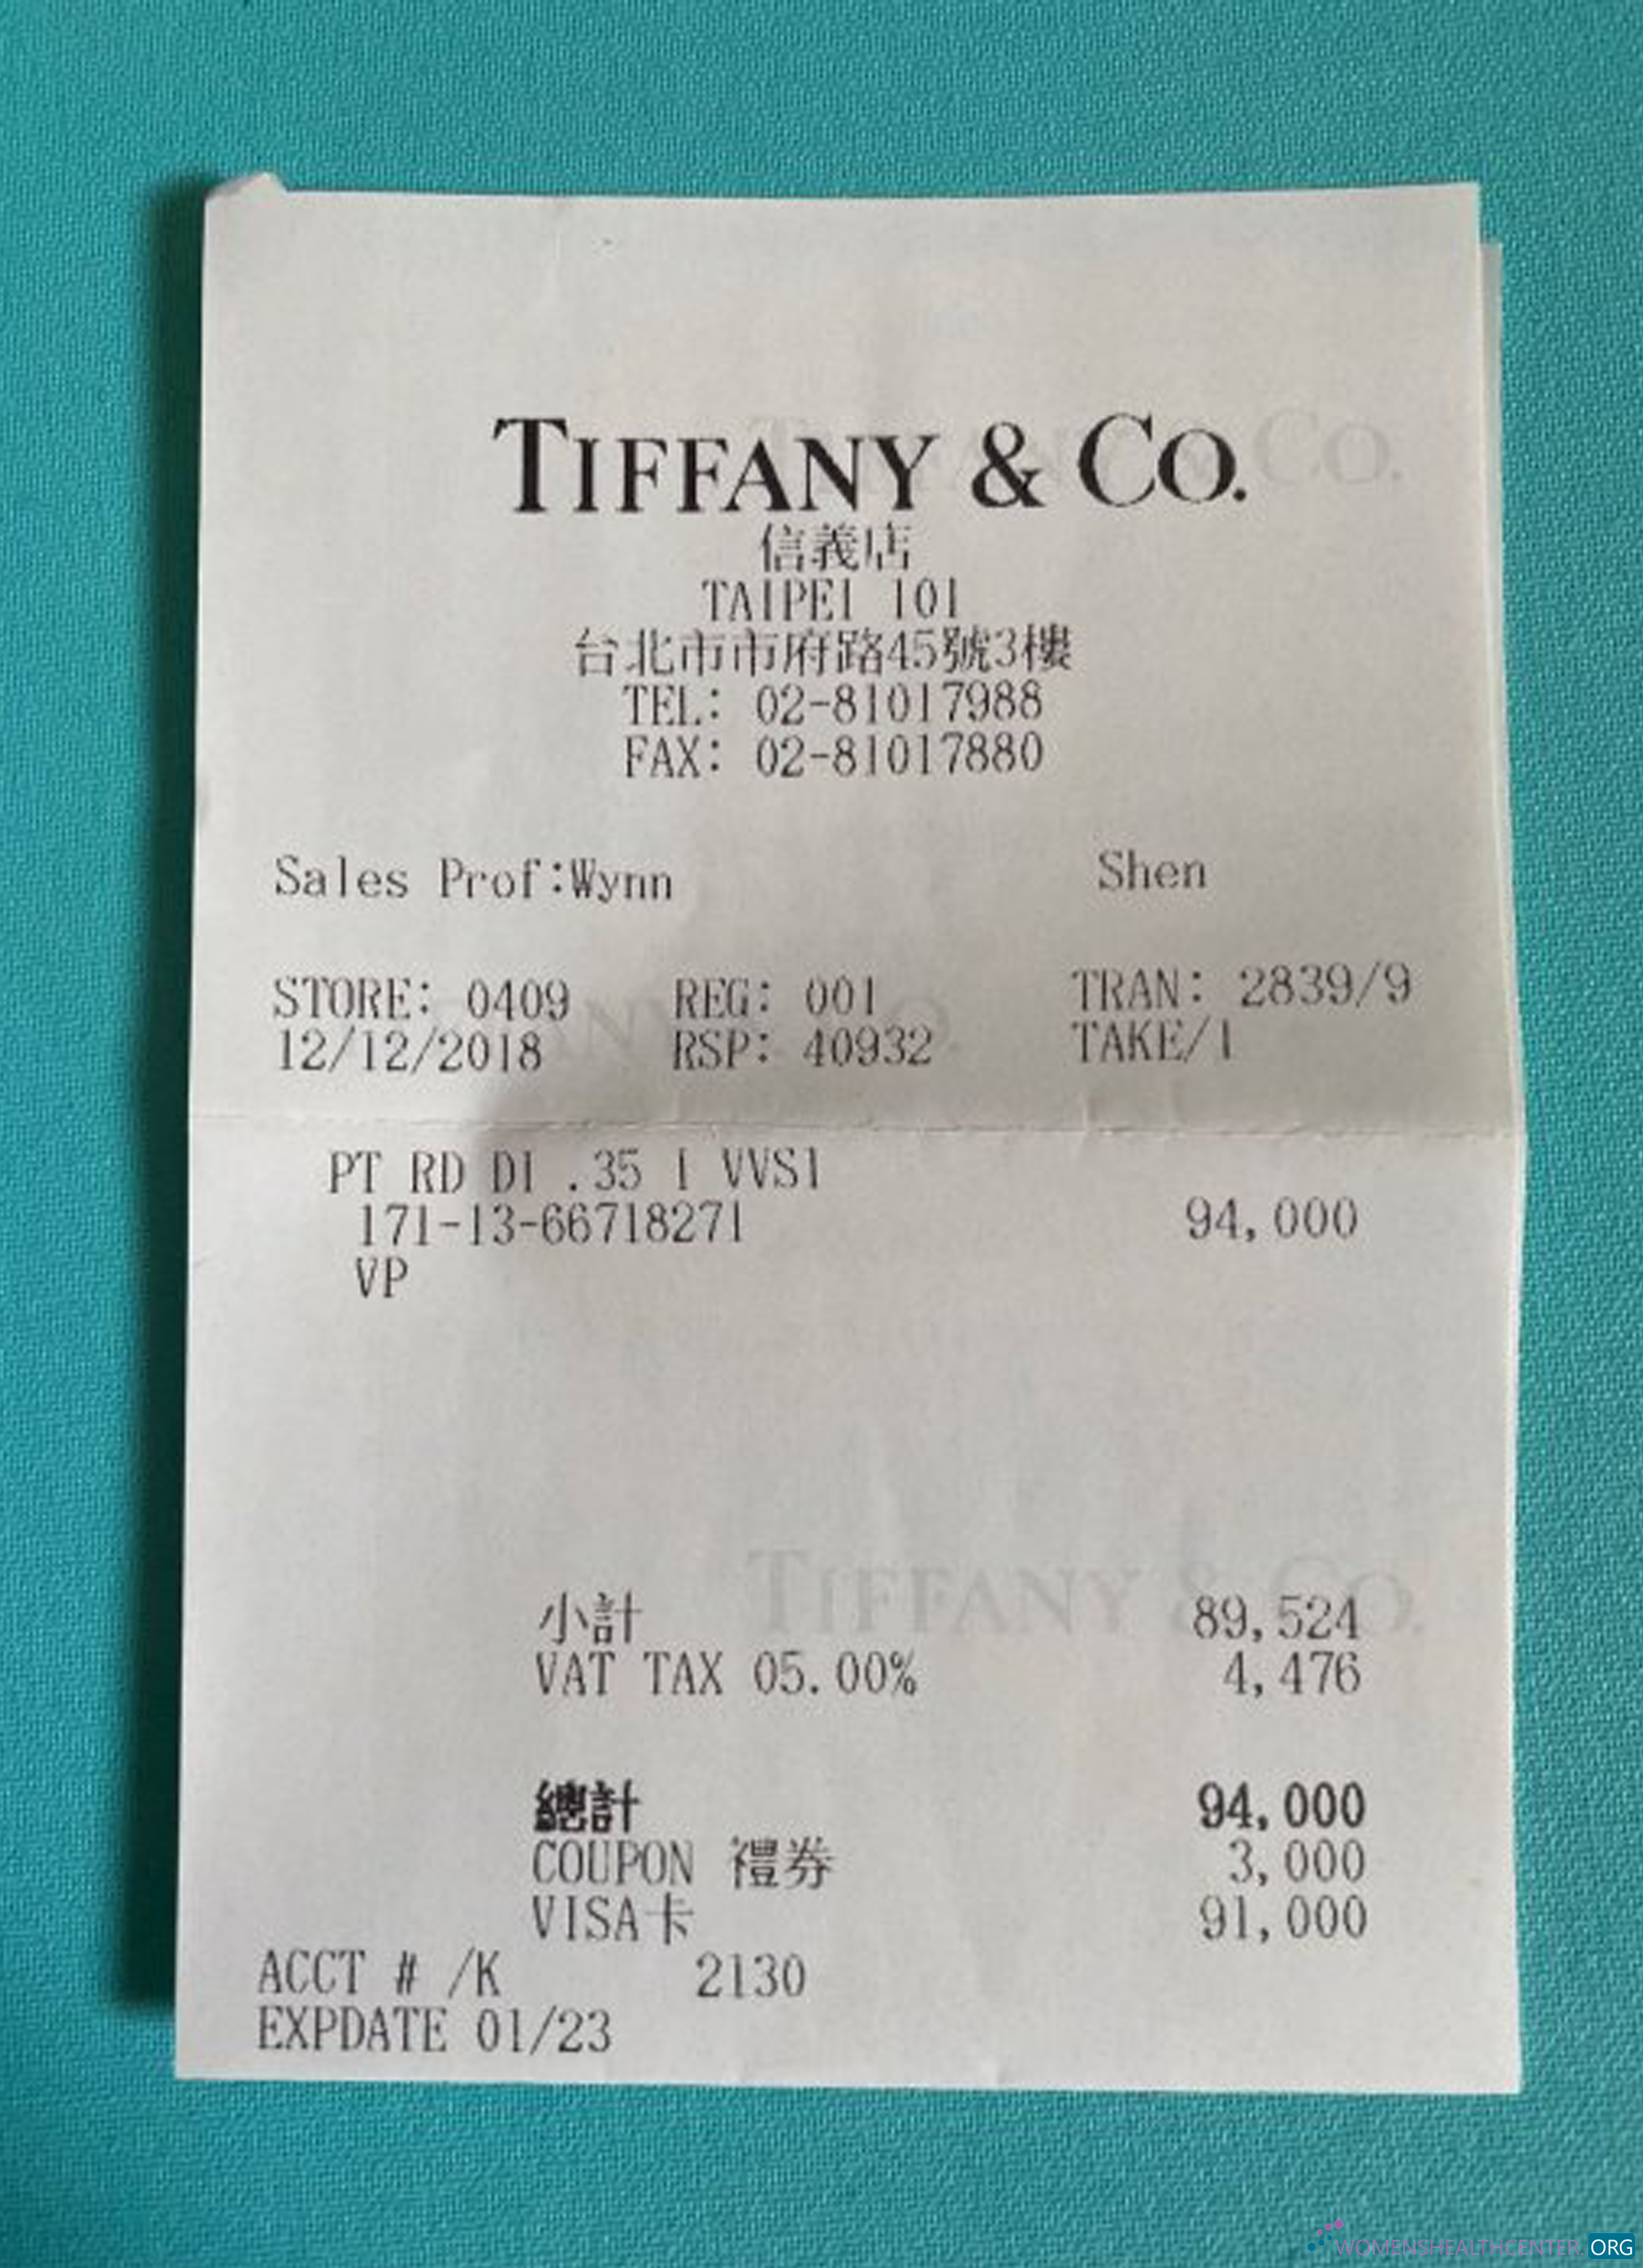 TIFFANY & CO.
信義店
TAIPEI 101
台北市市府路45號3樓
TEL: 02-81017988
FAX: 02-81017880
Sales Prof:Wynn Shen
STORE: 0409 REG: 001 TRAN: 2839/9
12/12/2018 RSP: 40932 TAKE/1
PT RD DI .35 I VVS1
171-13-66718271 94,000
VP
TIFFANY & CO.
小計 89,524
VAT TAX 05.00% 4,476
總計 94,000
COUPON 禮券 3,000
VISA卡 91,000
ACCT # /K 2130
EXPDATE 01/23
WOMENSHEALTHCENTER.ORG